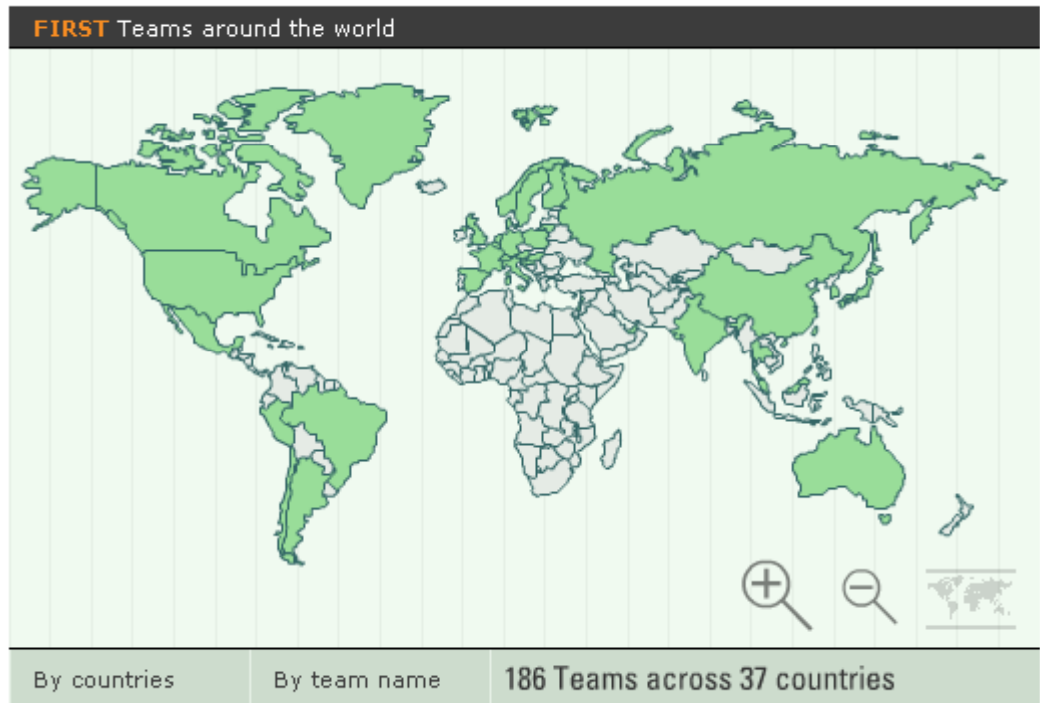 FIRST Teams around the world
By countries
By team name
186 Teams across 37 countries